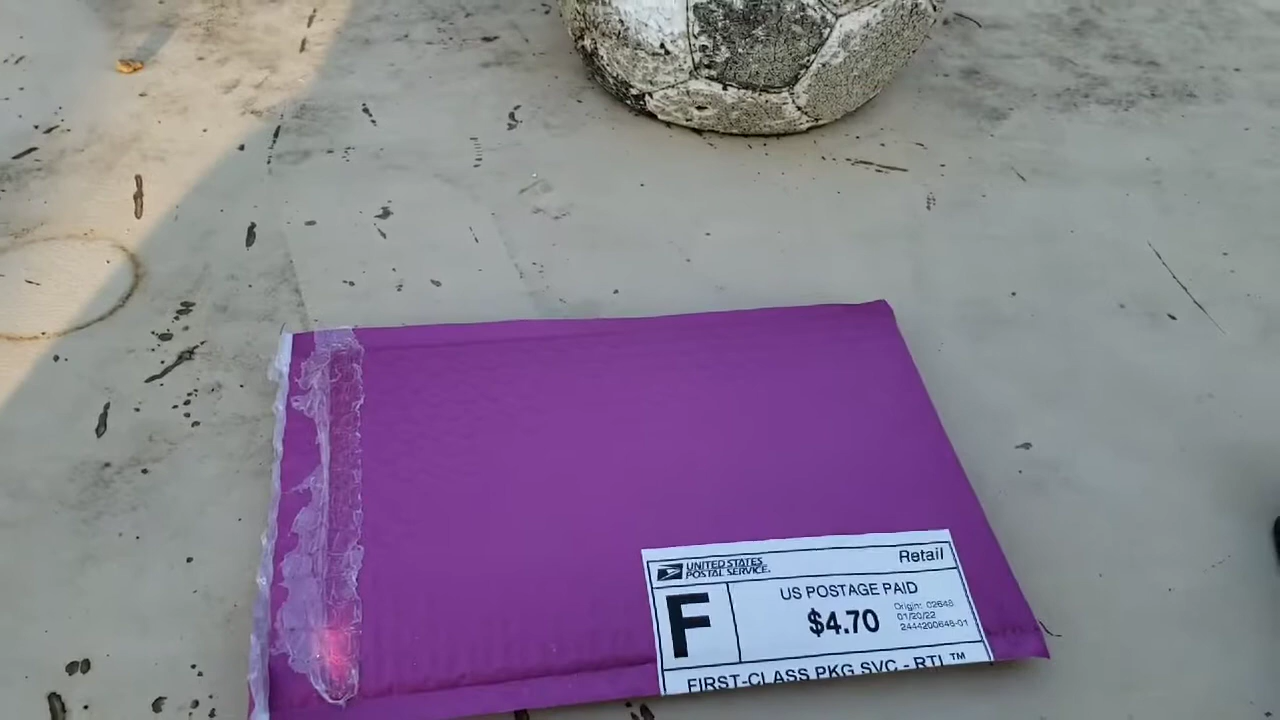 UNITED STATES
POSTAL SERVICE®
Retail
F
US POSTAGE PAID
$4.70
Origin: 02648
01/20/22
2444200648-01
FIRST-CLASS PKG SVC - RTL™